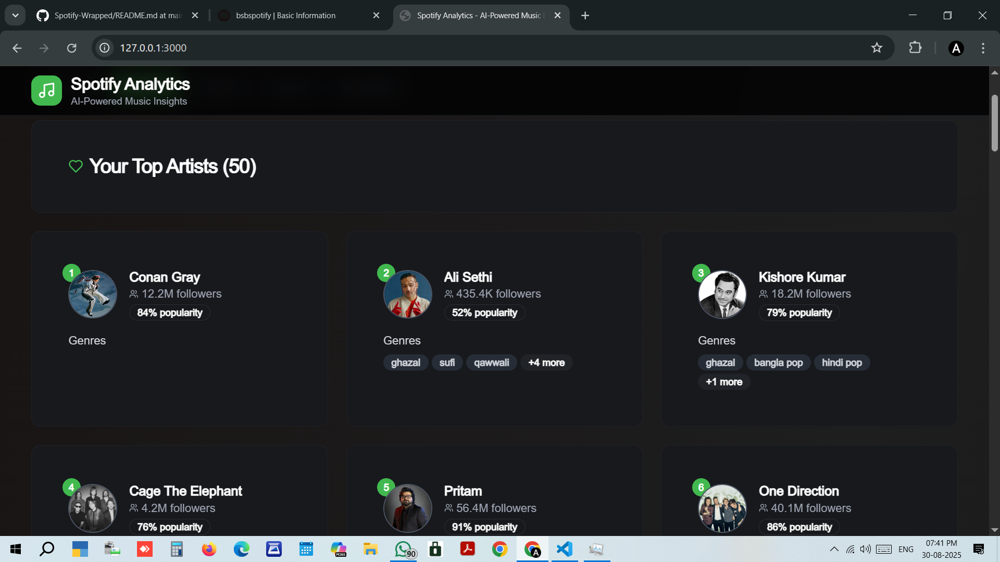 Spotify-Wrapped/README.md at mai
bsbspotify | Basic Information
Spotify Analytics - AI-Powered Music I
127.0.0.1:3000
A
Spotify Analytics
AI-Powered Music Insights
Your Top Artists (50)
1
Conan Gray
12.2M followers
84% popularity
Genres
2
Ali Sethi
435.4K followers
52% popularity
Genres
ghazal sufi qawwali +4 more
3
Kishore Kumar
18.2M followers
79% popularity
Genres
ghazal bangla pop hindi pop
+1 more
4
Cage The Elephant
4.2M followers
76% popularity
5
Pritam
56.4M followers
91% popularity
6
One Direction
40.1M followers
86% popularity
M365
90
A
ENG
07:41 PM
30-08-2025